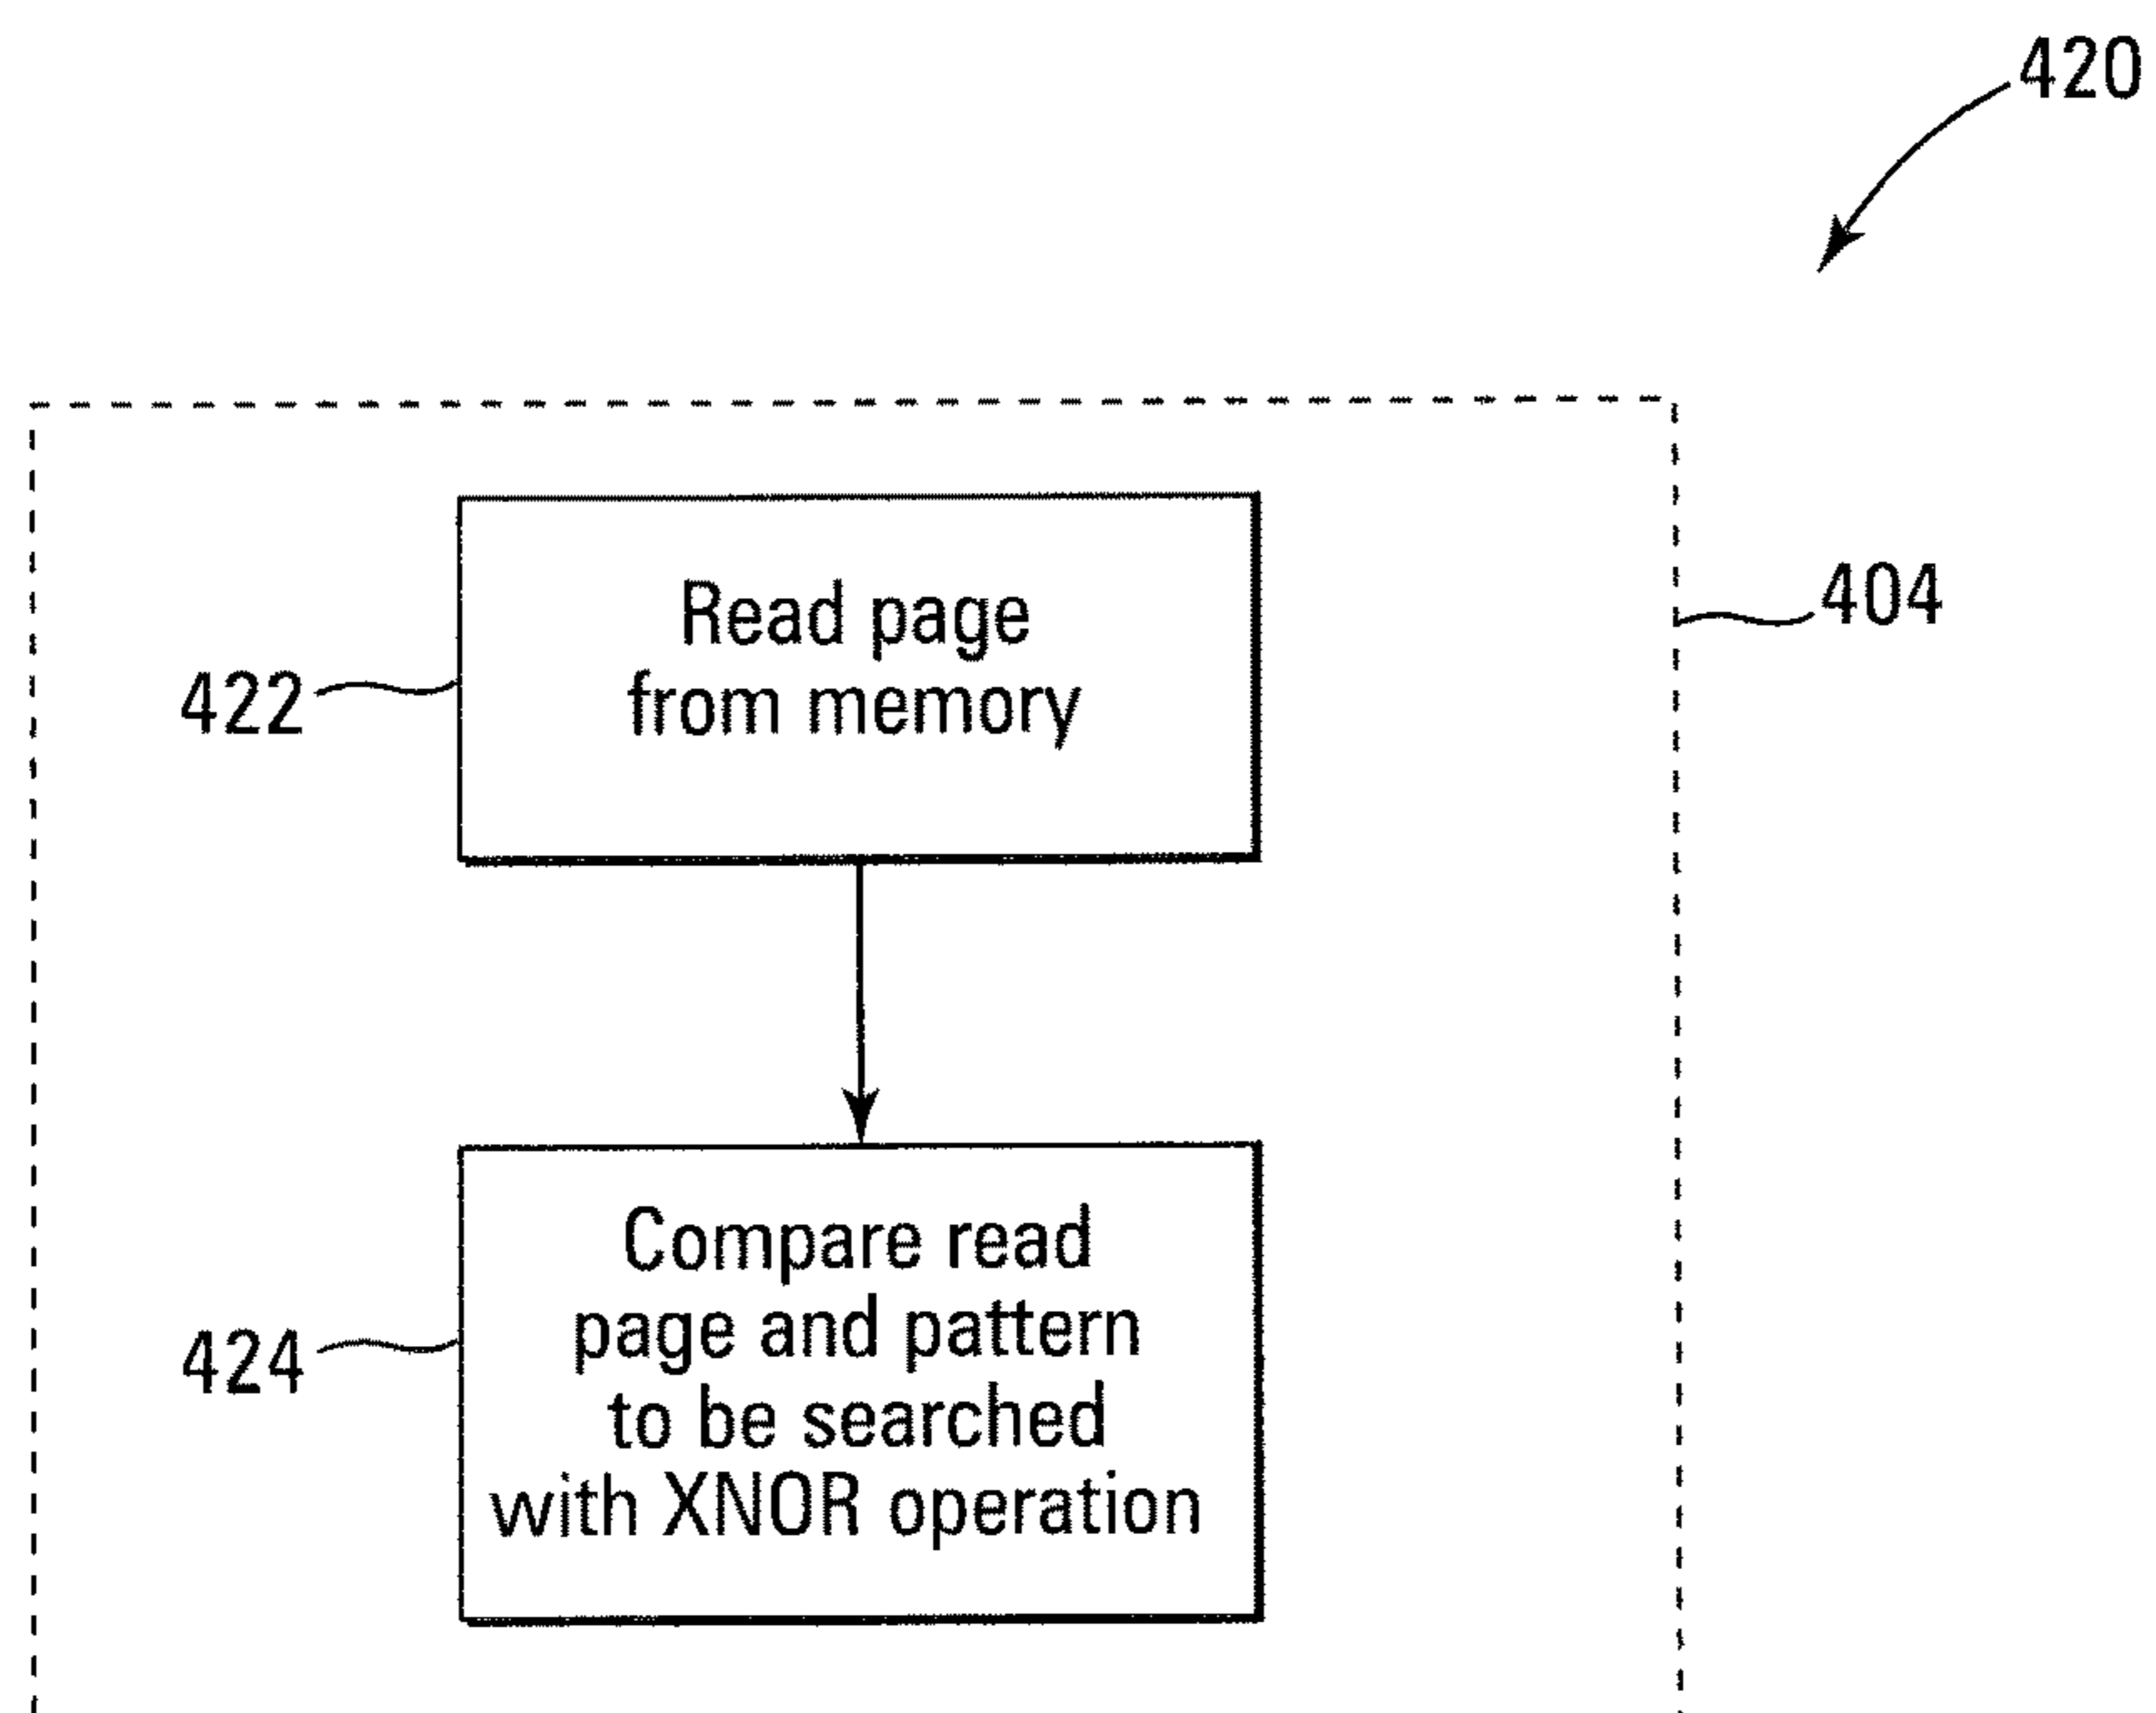 420
404
Read page
from memory
422
Compare read
page and pattern
to be searched
with XNOR operation
424